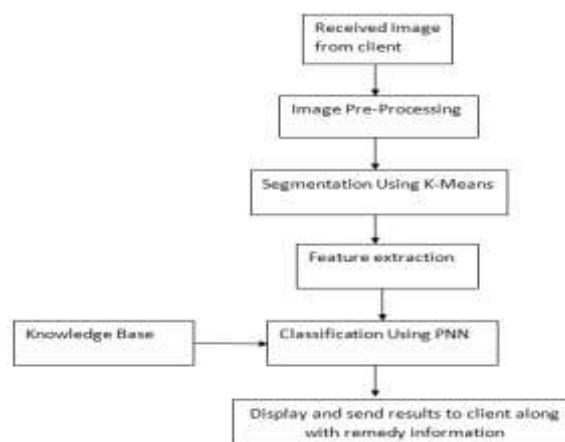 Received Image
from client
Image Pre-Processing
Segmentation Using K-Means
Feature extraction
Knowledge Base
Classification Using PNN
Display and send results to client along
with remedy information